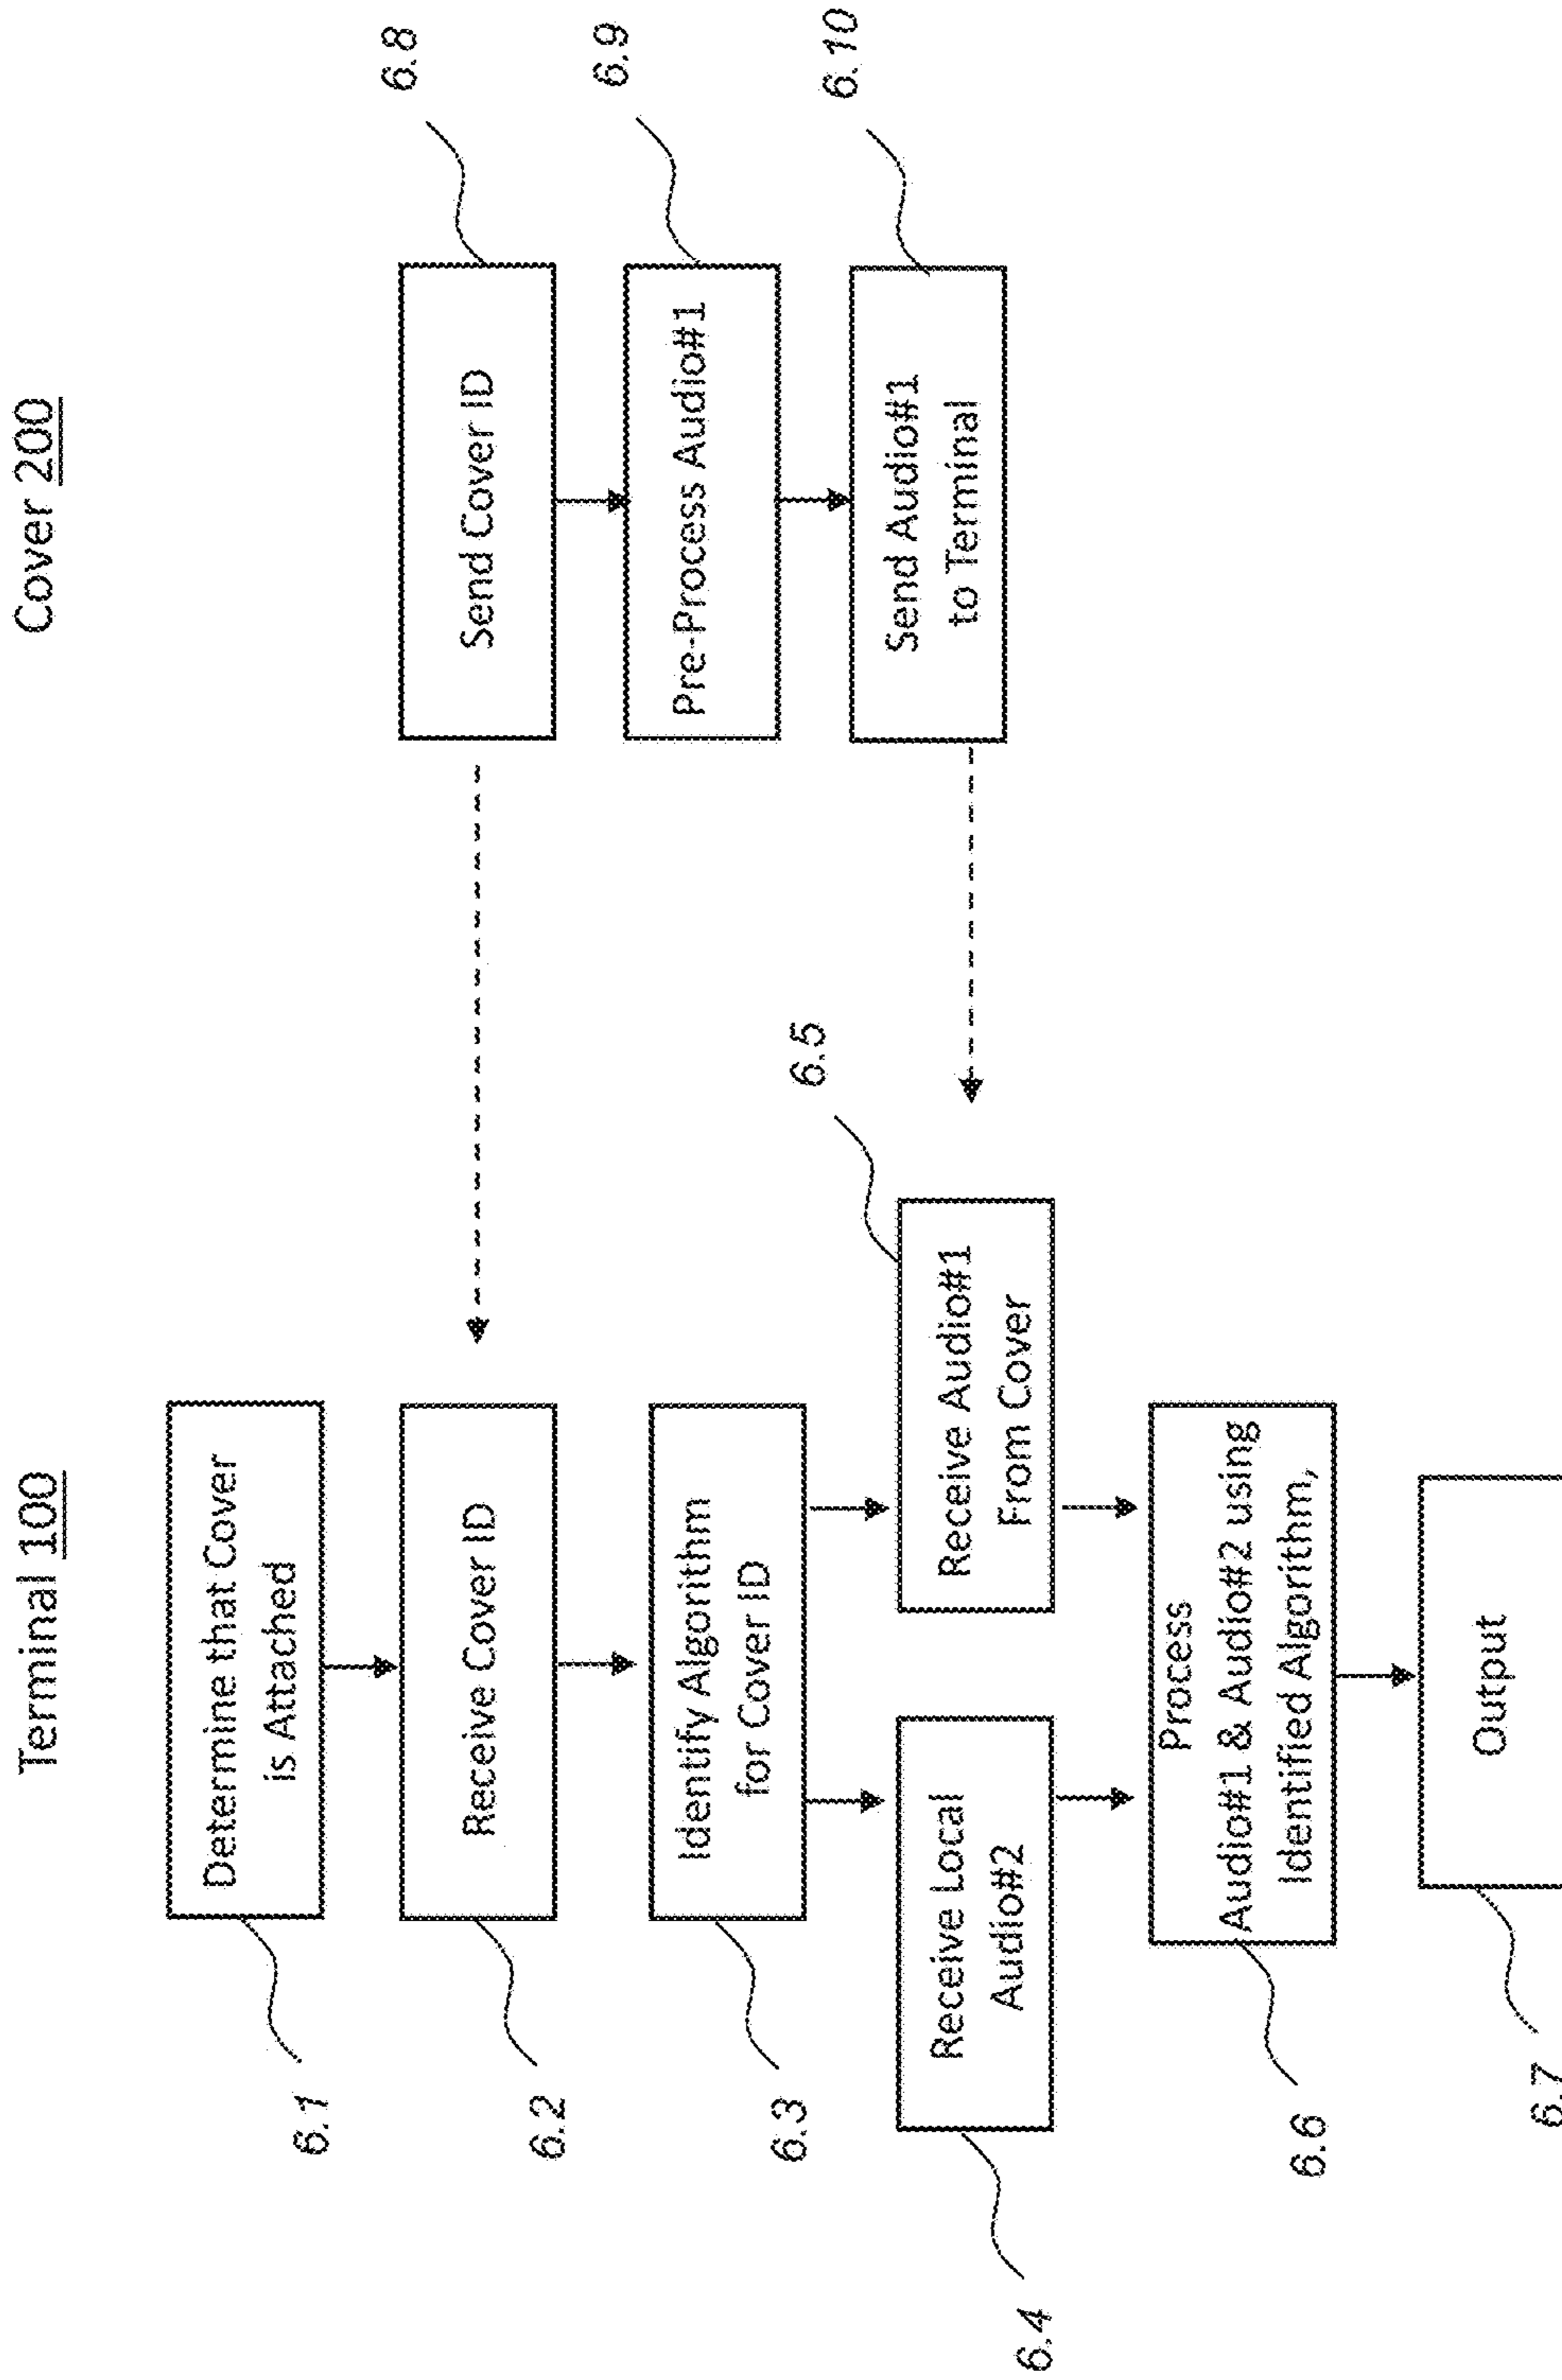 Terminal 100
Cover 200
6.1
Determine that Cover
is Attached
6.2
Receive Cover ID
Send Cover ID
6.8
6.3
Identify Algorithm
for Cover ID
Pre-Process Audio#1
6.9
6.4
Receive Local
Audio#2
Receive Audio#1
From Cover
6.5
Send Audio#1
to Terminal
6.10
6.6
Process
Audio#1 & Audio#2 using
Identified Algorithm,
6.7
Output